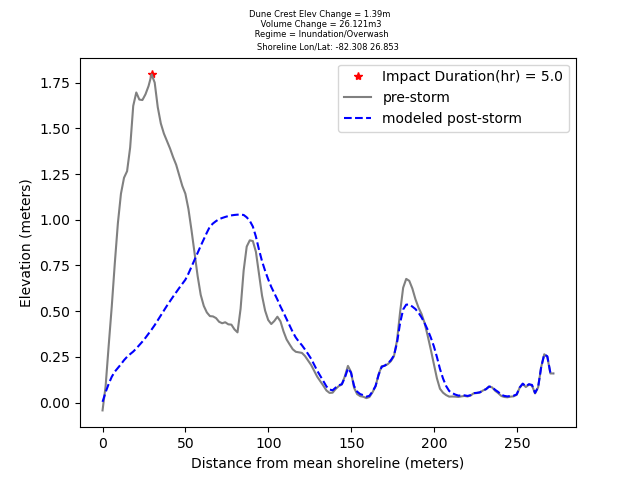 Dune Crest Elev Change = 1.39m
Volume Change = 26.121m3
Regime = Inundation/Overwash
Shoreline Lon/Lat: -82.308 26.853
Impact Duration(hr) = 5.0
pre-storm
modeled post-storm
Elevation (meters)
1.75
1.50
1.25
1.00
0.75
0.50
0.25
0.00
0 50 100 150 200 250
Distance from mean shoreline (meters)